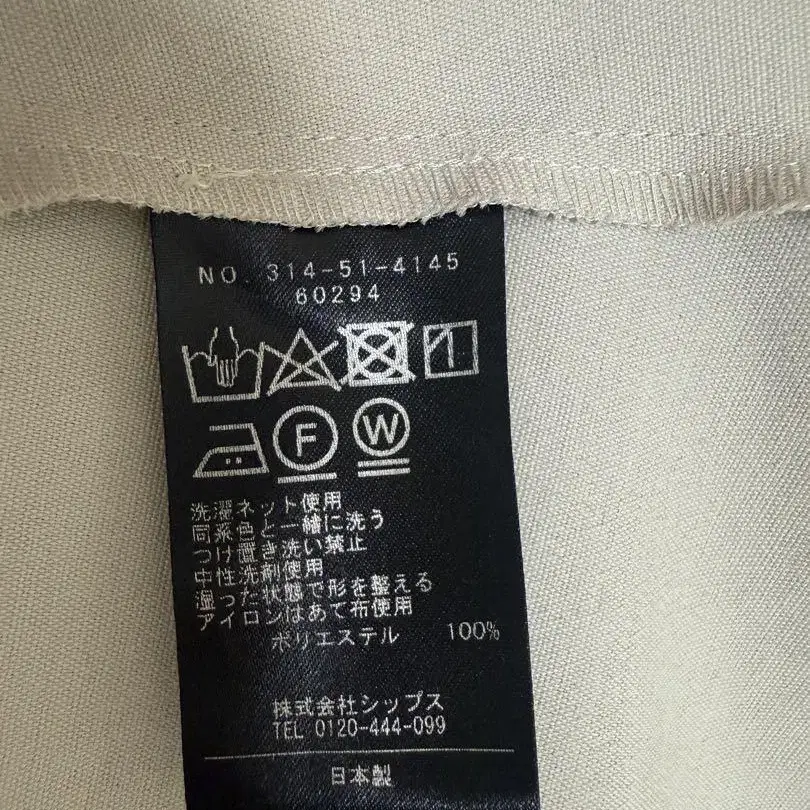 NO. 314-51-4145
60294
F W
洗濯ネット使用
同系色と一緒に洗う
つけ置き洗い禁止
中性洗剤使用
湿った状態で形を整える
アイロンはあて布使用
ポリエステル 100%
株式会社シップス
TEL 0120-444-099
日本製